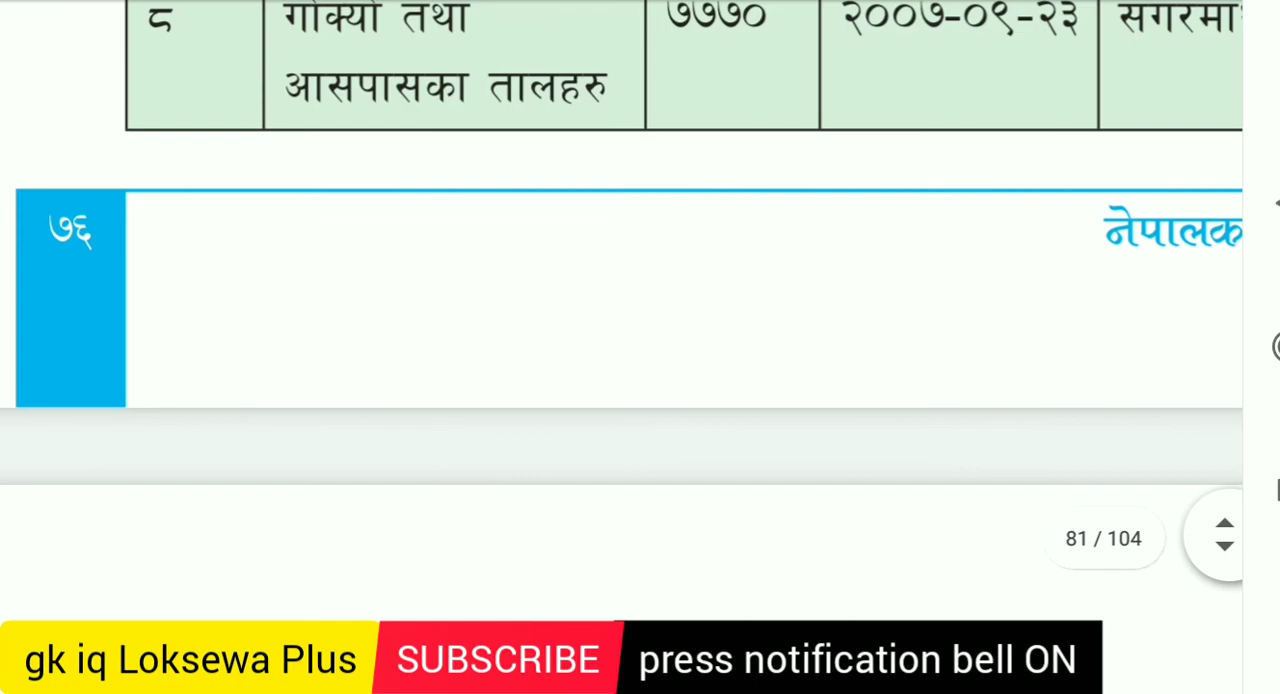 ८ गोक्यो तथा ७७७० २००७-०९-२३ सगरमा
आसपासका तालहरु
७६ नेपालक
81 / 104
gk iq Loksewa Plus SUBSCRIBE press notification bell ON